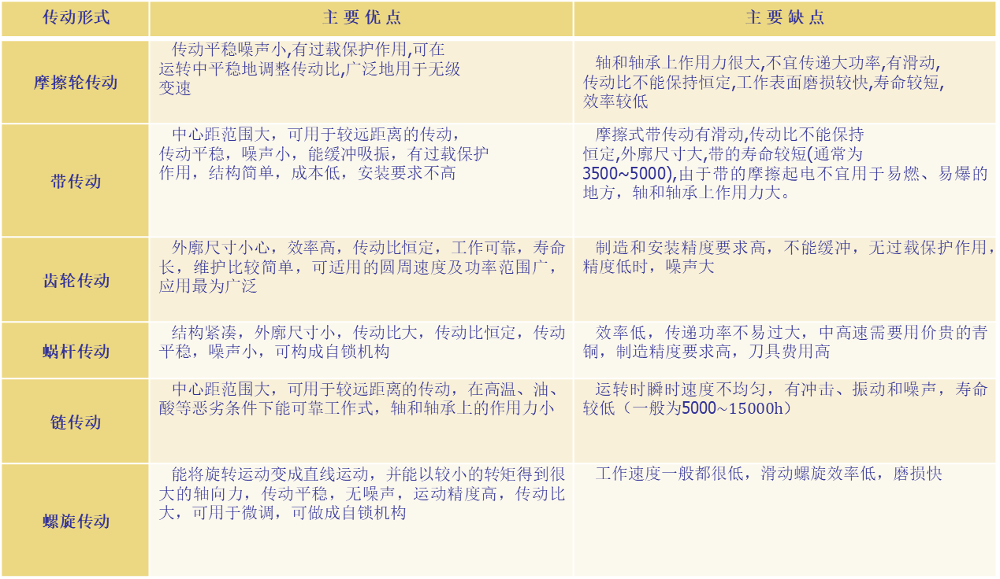 传动形式
主 要 优 点
主 要 缺 点
摩擦轮传动
传动平稳噪声小,有过载保护作用,可在
运转中平稳地调整传动比,广泛地用于无级
变速
轴和轴承上作用力很大,不宜传递大功率,有滑动,
传动比不能保持恒定,工作表面磨损较快,寿命较短,
效率较低
带传动
中心距范围大，可用于较远距离的传动，
传动平稳，噪声小，能缓冲吸振，有过载保护
作用，结构简单，成本低，安装要求不高
摩擦式带传动有滑动,传动比不能保持
恒定,外廓尺寸大,带的寿命较短(通常为
3500~5000),由于带的摩擦起电不宜用于易燃、易爆的
地方，轴和轴承上作用力大。
齿轮传动
外廓尺寸小心，效率高，传动比恒定，工作可靠，寿命
长，维护比较简单，可适用的圆周速度及功率范围广，
应用最为广泛
制造和安装精度要求高，不能缓冲，无过载保护作用，
精度低时，噪声大
蜗杆传动
结构紧凑，外廓尺寸小，传动比大，传动比恒定，传动
平稳，噪声小，可构成自锁机构
效率低，传递功率不易过大，中高速需要用价贵的青
铜，制造精度要求高，刀具费用高
链传动
中心距范围大，可用于较远距离的传动，在高温、油、
酸等恶劣条件下能可靠工作式，轴和轴承上的作用力小
运转时瞬时速度不均匀，有冲击、振动和噪声，寿命
较低（一般为5000~15000h）
螺旋传动
能将旋转运动变成直线运动，并能以较小的转矩得到很
大的轴向力，传动平稳，无噪声，运动精度高，传动比
大，可用于微调，可做成自锁机构
工作速度一般都很低，滑动螺旋效率低，磨损快